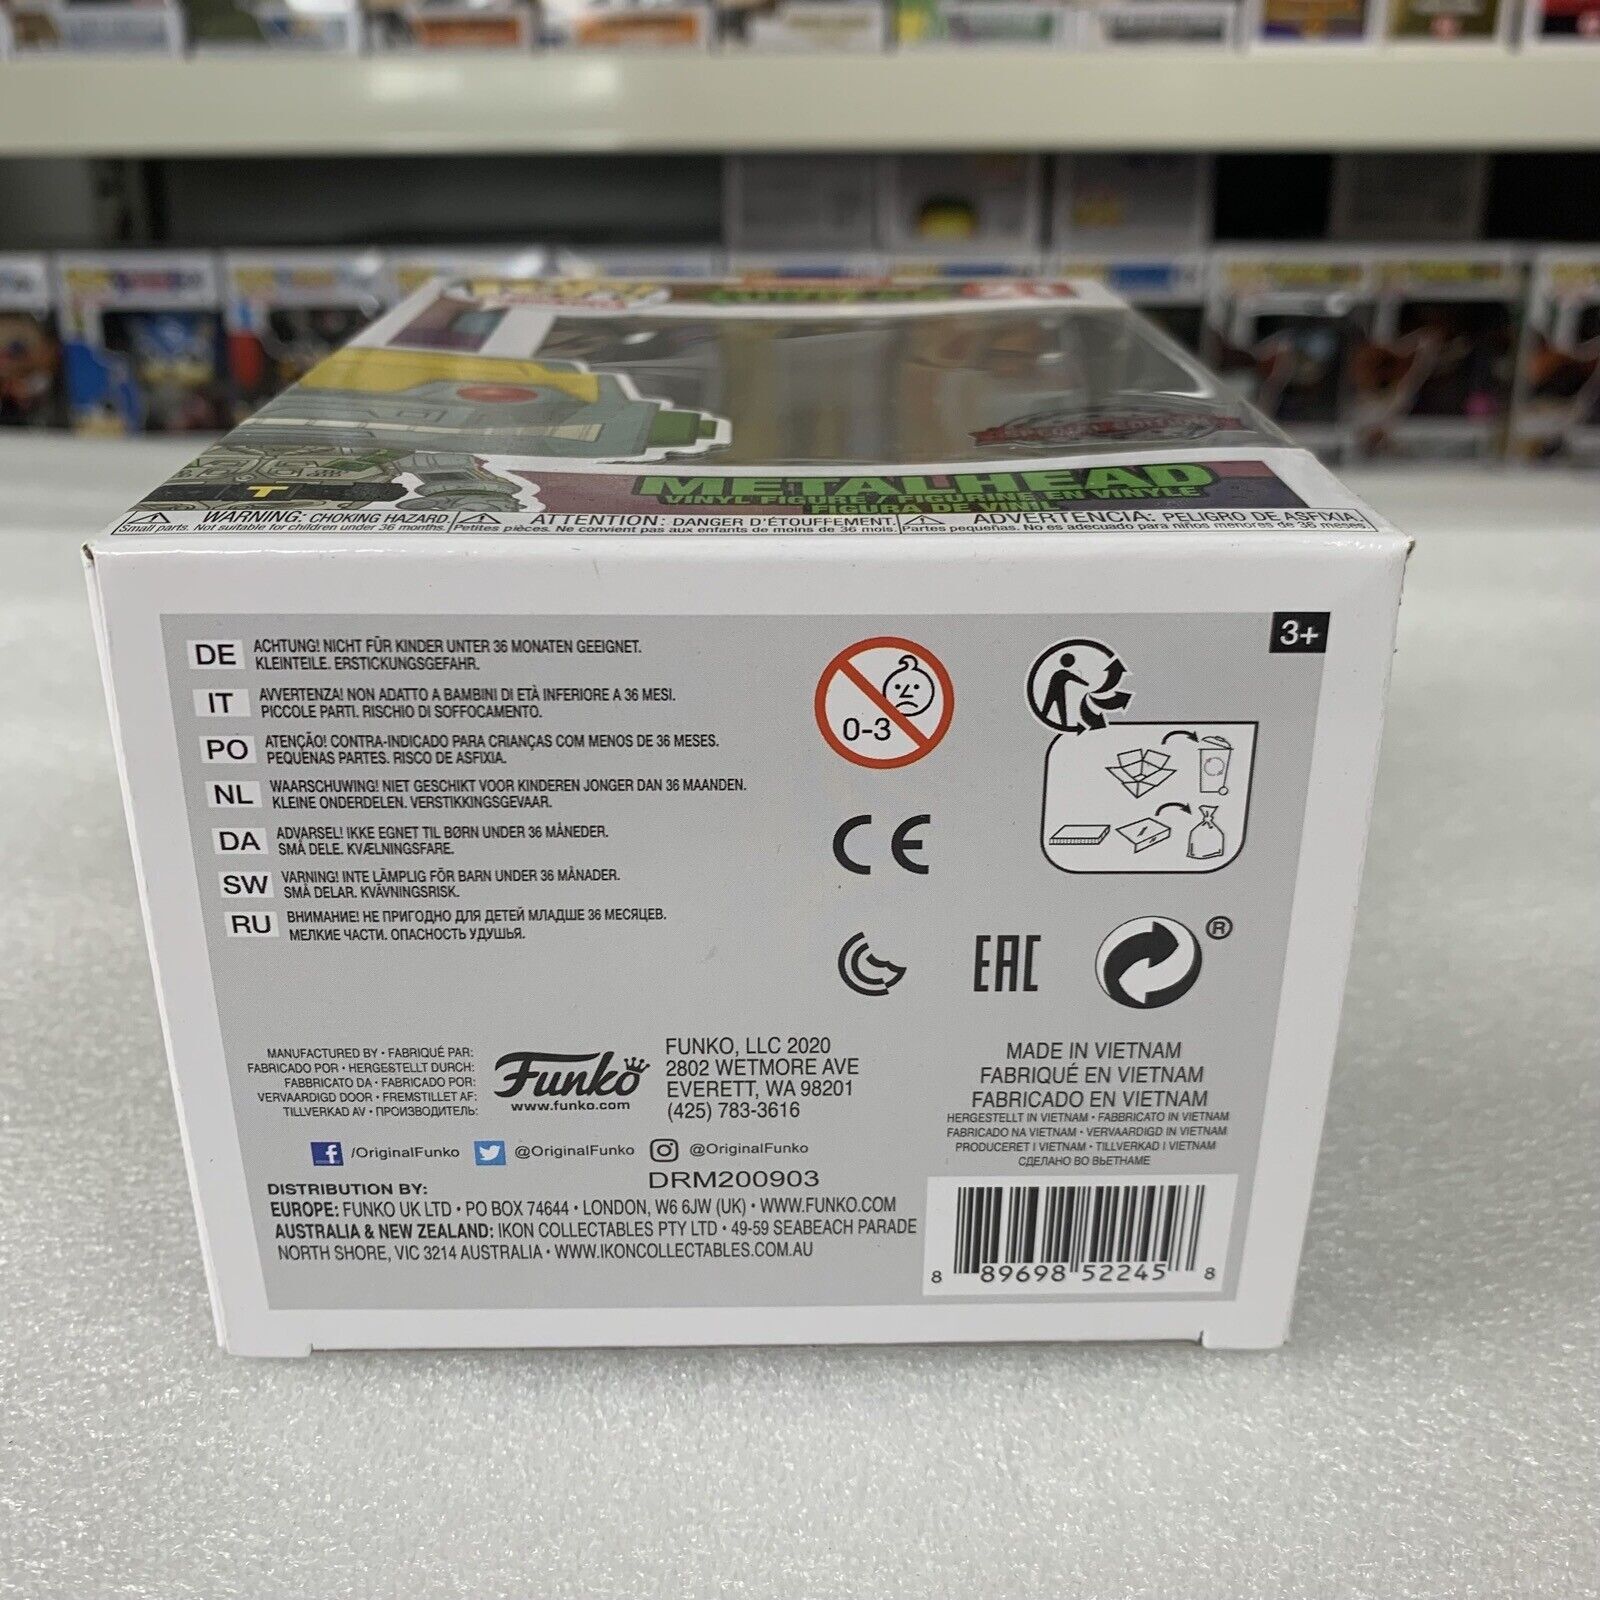 SPECIAL EDITION
METALHEAD
VINYL FIGURE / FIGURINE EN VINYLE
FIGURA DE VINIL
T
WARNING: CHOKING HAZARD.
Small parts. Not suitable for children under 36 months.
ATTENTION: DANGER D'ÉTOUFFEMENT.
Petites pièces. Ne convient pas aux enfants de moins de 36 mois.
ADVERTENCIA: PELIGRO DE ASFIXIA.
Partes pequeñas. No es adecuado para niños menores de 36 meses.
3+
DE ACHTUNG! NICHT FÜR KINDER UNTER 36 MONATEN GEEIGNET.
KLEINTEILE. ERSTICKUNGSGEFAHR.
IT AVVERTENZA! NON ADATTO A BAMBINI DI ETÀ INFERIORE A 36 MESI.
PICCOLE PARTI. RISCHIO DI SOFFOCAMENTO.
PO ATENÇÃO! CONTRA-INDICADO PARA CRIANÇAS COM MENOS DE 36 MESES.
PEQUENAS PARTES. RISCO DE ASFIXIA.
NL WAARSCHUWING! NIET GESCHIKT VOOR KINDEREN JONGER DAN 36 MAANDEN.
KLEINE ONDERDELEN. VERSTIKKINGSGEVAAR.
DA ADVARSEL! IKKE EGNET TIL BØRN UNDER 36 MÅNEDER.
SMÅ DELE. KVÆLNINGSFARE.
SW VARNING! INTE LÄMPLIG FÖR BARN UNDER 36 MÅNADER.
SMÅ DELAR. KVÄVNINGSRISK.
RU ВНИМАНИЕ! НЕ ПРИГОДНО ДЛЯ ДЕТЕЙ МЛАДШЕ 36 МЕСЯЦЕВ.
МЕЛКИЕ ЧАСТИ. ОПАСНОСТЬ УДУШЬЯ.
0-3
CE
EAC
®
MANUFACTURED BY • FABRIQUÉ PAR:
FABRICADO POR • HERGESTELLT DURCH:
FABBRICATO DA • FABRICADO POR:
VERVAARDIGD DOOR • FREMSTILLET AF:
TILLVERKAD AV • ПРОИЗВОДИТЕЛЬ:
Funko
www.funko.com
FUNKO, LLC 2020
2802 WETMORE AVE
EVERETT, WA 98201
(425) 783-3616
MADE IN VIETNAM
FABRIQUÉ EN VIETNAM
FABRICADO EN VIETNAM
HERGESTELLT IN VIETNAM • FABBRICATO IN VIETNAM
FABRICADO NA VIETNAM • VERVAARDIGD IN VIETNAM
PRODUCERET I VIETNAM • TILLVERKAD I VIETNAM
СДЕЛАНО ВО ВЬЕТНАМЕ
f /OriginalFunko @OriginalFunko @OriginalFunko
DRM200903
DISTRIBUTION BY:
EUROPE: FUNKO UK LTD • PO BOX 74644 • LONDON, W6 6JW (UK) • WWW.FUNKO.COM
AUSTRALIA & NEW ZEALAND: IKON COLLECTABLES PTY LTD • 49-59 SEABEACH PARADE
NORTH SHORE, VIC 3214 AUSTRALIA • WWW.IKONCOLLECTABLES.COM.AU
8 89698 52245 8